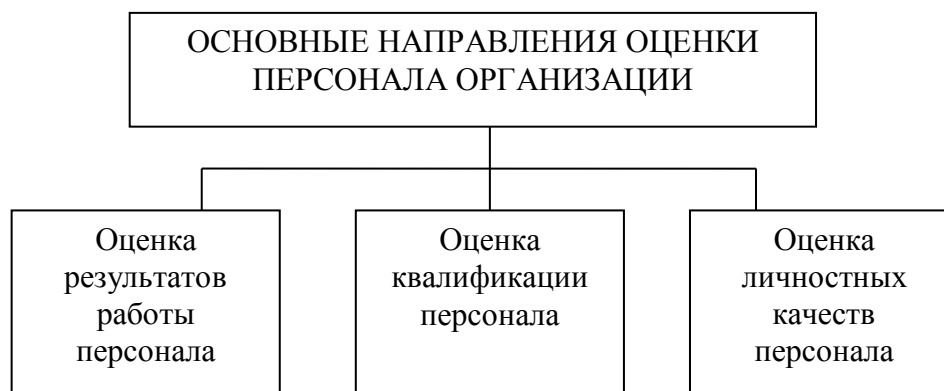 ОСНОВНЫЕ НАПРАВЛЕНИЯ ОЦЕНКИ
ПЕРСОНАЛА ОРГАНИЗАЦИИ
Оценка
результатов
работы
персонала
Оценка
квалификации
персонала
Оценка
личностных
качеств
персонала